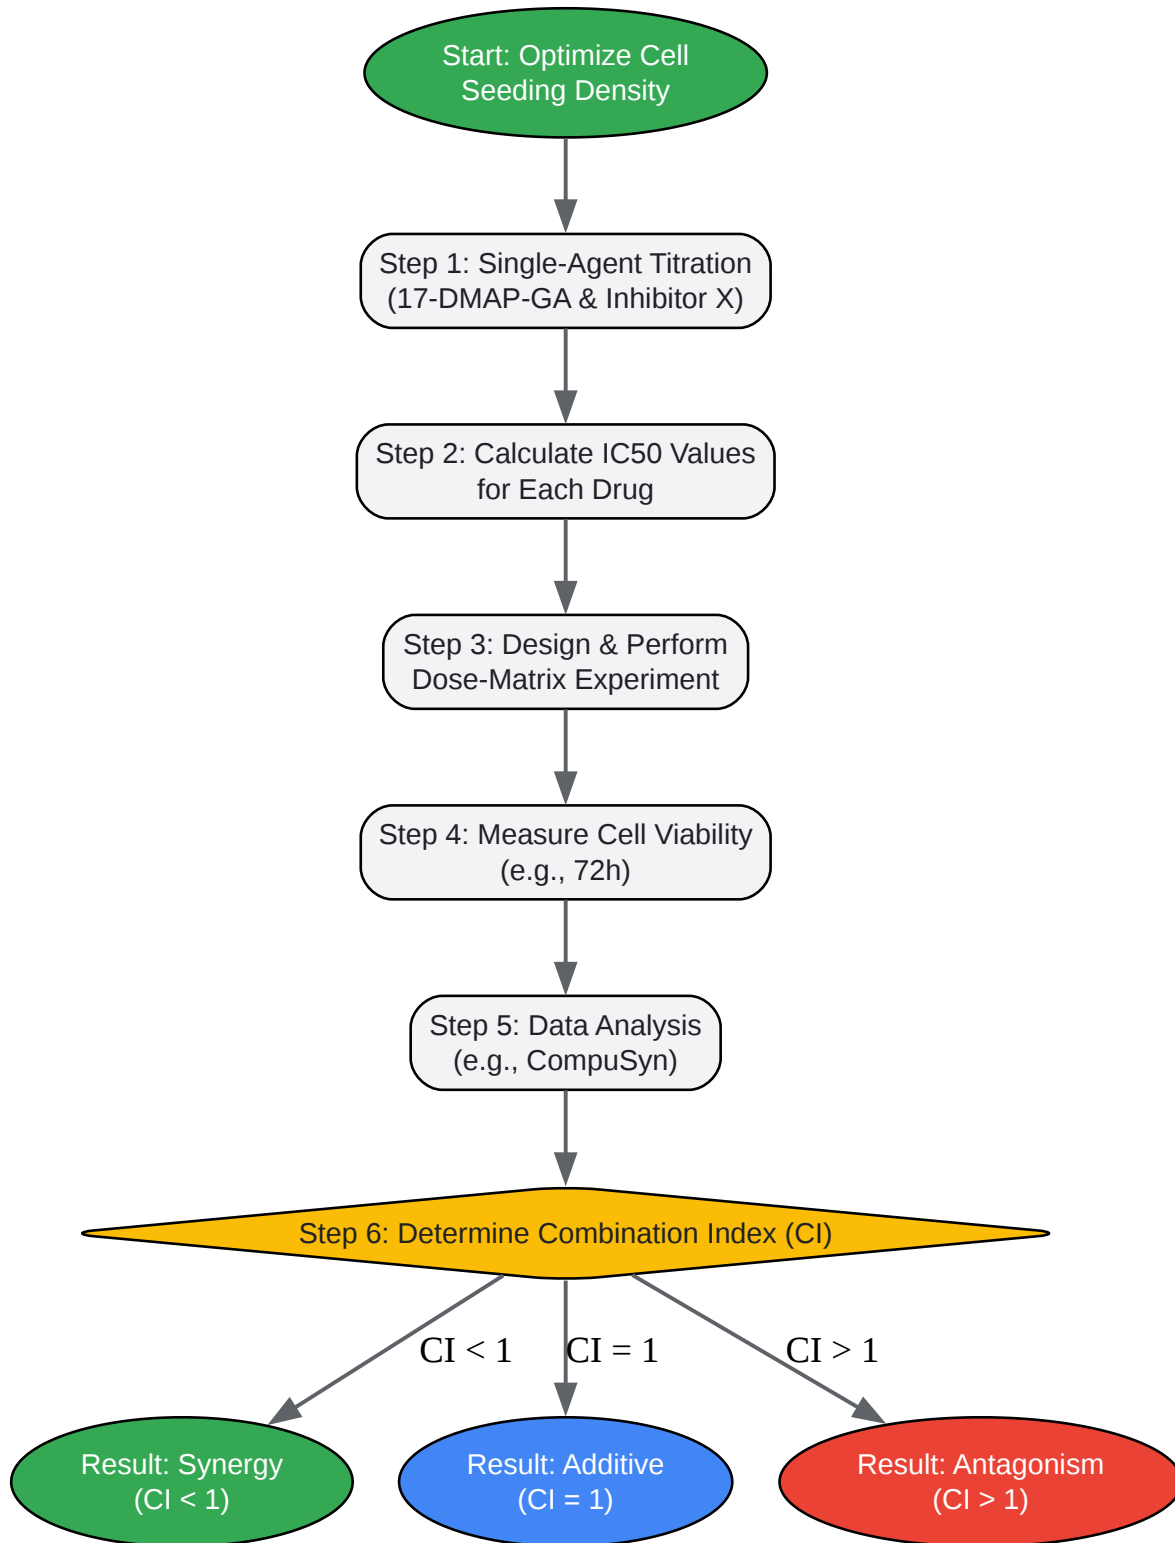 Start: Optimize Cell
Seeding Density
Step 1: Single-Agent Titration
(17-DMAP-GA & Inhibitor X)
Step 2: Calculate IC50 Values
for Each Drug
Step 3: Design & Perform
Dose-Matrix Experiment
Step 4: Measure Cell Viability
(e.g., 72h)
Step 5: Data Analysis
(e.g., CompuSyn)
Step 6: Determine Combination Index (CI)
CI < 1
CI = 1
CI > 1
Result: Synergy
(CI < 1)
Result: Additive
(CI = 1)
Result: Antagonism
(CI > 1)